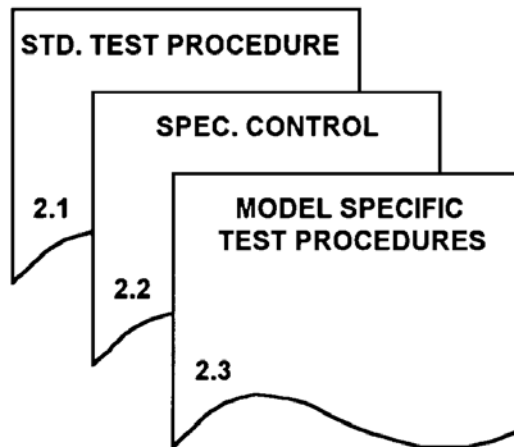 STD. TEST PROCEDURE
2.1
SPEC. CONTROL
2.2
MODEL SPECIFIC
TEST PROCEDURES
2.3